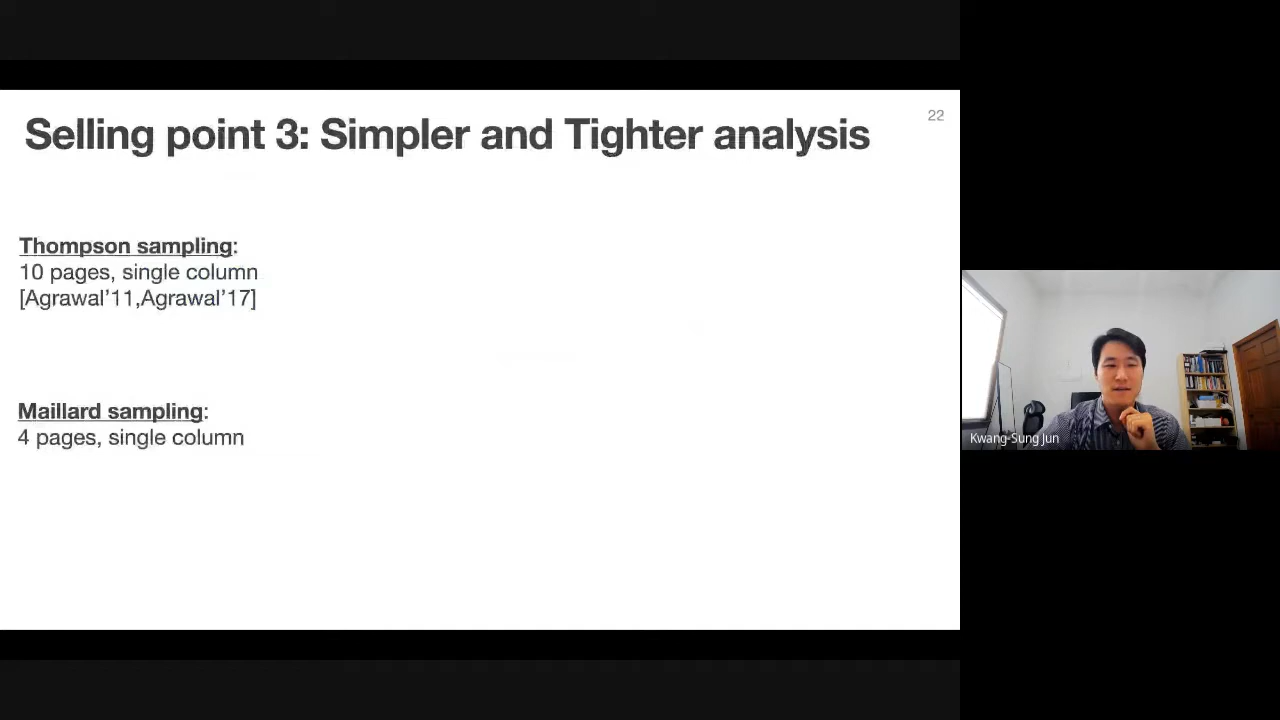 22
Selling point 3: Simpler and Tighter analysis
Thompson sampling:
10 pages, single column
[Agrawal’11,Agrawal’17]
Maillard sampling:
4 pages, single column
Kwang-Sung Jun